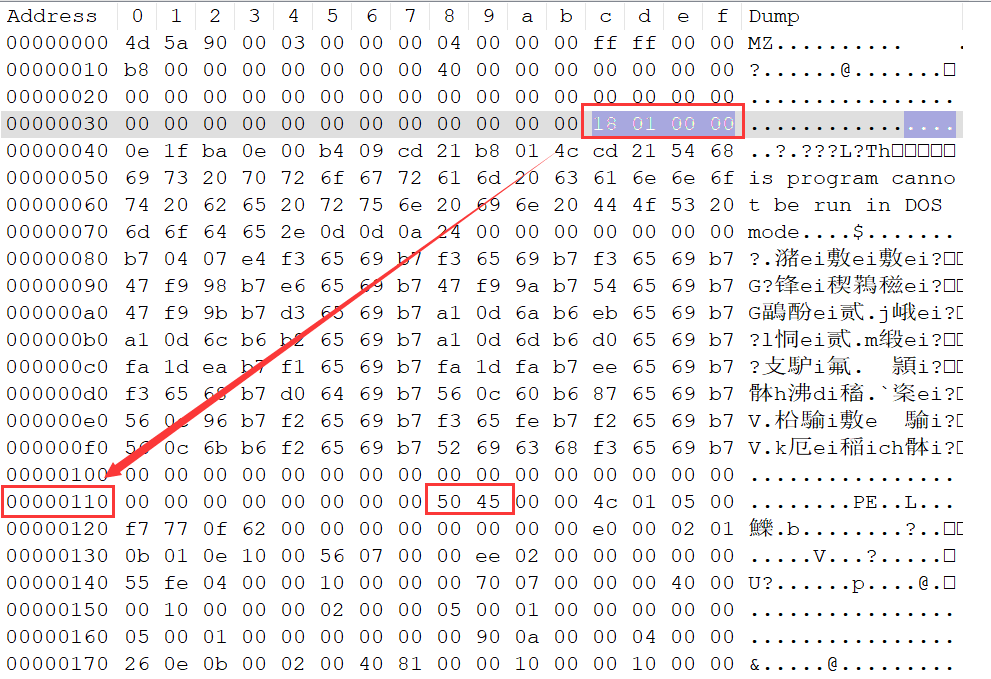 Address 0 1 2 3 4 5 6 7 8 9 a b c d e f Dump
00000000 4d 5a 90 00 03 00 00 00 04 00 00 00 ff ff 00 00 MZ.......... .
00000010 b8 00 00 00 00 00 00 00 40 00 00 00 00 00 00 00 ?......@.......□
00000020 00 00 00 00 00 00 00 00 00 00 00 00 00 00 00 00 ................
00000030 00 00 00 00 00 00 00 00 00 00 00 00 18 01 00 00 ................
00000040 0e 1f ba 0e 00 b4 09 cd 21 b8 01 4c cd 21 54 68 ..?.???L?Th□□□□□
00000050 69 73 20 70 72 6f 67 72 61 6d 20 63 61 6e 6e 6f is program canno
00000060 74 20 62 65 20 72 75 6e 20 69 6e 20 44 4f 53 20 t be run in DOS
00000070 6d 6f 64 65 2e 0d 0d 0a 24 00 00 00 00 00 00 00 mode....$.......
00000080 b7 04 07 e4 f3 65 69 b7 f3 65 69 b7 f3 65 69 b7 ?.潴ei敷ei敷ei?□□
00000090 47 f9 98 b7 e6 65 69 b7 47 f9 9a b7 54 65 69 b7 G?锋ei稧鶚稵ei?□□
000000a0 47 f9 9b b7 d3 65 69 b7 a1 0d 6a b6 eb 65 69 b7 G鶛酚ei贰.j峨ei?□
000000b0 a1 0d 6c b6 b2 65 69 b7 a1 0d 6d b6 d0 65 69 b7 ?l恫ei贰.m缎ei?□
000000c0 fa 1d ea b7 f1 65 69 b7 fa 1d fa b7 ee 65 69 b7 ?攴驴i氟. 顆i?□□
000000d0 f3 65 68 b7 d0 64 69 b7 56 0c 60 b6 87 65 69 b7 骵h沸di稸.`秶ei?□
000000e0 56 0c 96 b7 f2 65 69 b7 f3 65 fe b7 f2 65 69 b7 V.柗騟i敷e 騟i?□
000000f0 56 0c 6b b6 f2 65 69 b7 52 69 63 68 f3 65 69 b7 V.k厄ei稲ich骵i?□
00000100 00 00 00 00 00 00 00 00 00 00 00 00 00 00 00 00 ................
00000110 00 00 00 00 00 00 00 00 50 45 00 00 4c 01 05 00 ........PE..L...
00000120 f7 77 0f 62 00 00 00 00 00 00 00 00 e0 00 02 01 鱳.b........?..□□
00000130 0b 01 0e 10 00 56 07 00 00 ee 02 00 00 00 00 00 .....V...?.....□
00000140 55 fe 04 00 00 10 00 00 00 70 07 00 00 00 40 00 U?......p....@.□
00000150 00 10 00 00 00 02 00 00 05 00 01 00 00 00 00 00 ................
00000160 05 00 01 00 00 00 00 00 00 90 0a 00 00 04 00 00 ................
00000170 26 0e 0b 00 02 00 40 81 00 00 10 00 00 10 00 00 &.....@.........